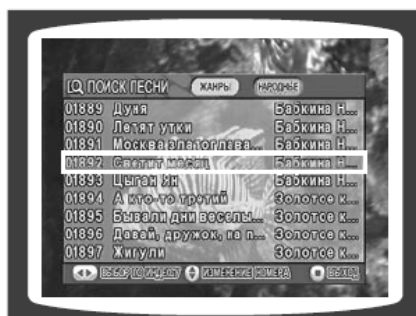 ПОИСК ПЕСНИ ЖАНРЫ НАРОДНЫЕ
01889 Дуня Бабкина Н...
01890 Летят утки Бабкина Н...
01891 Москва златоглава... Бабкина Н...
01892 Светит месяц Бабкина Н...
01893 Цыган Ян Бабкина Н...
01894 А кто-то третий Золотое к...
01895 Бывали дни веселы... Золотое к...
01896 Давай, дружок, на п... Золотое к...
01897 Жигули Золотое к...
ВЫБОР ПО ИНДЕКСУ ИЗМЕНЕНИЕ НОМЕРА ВЫХОД